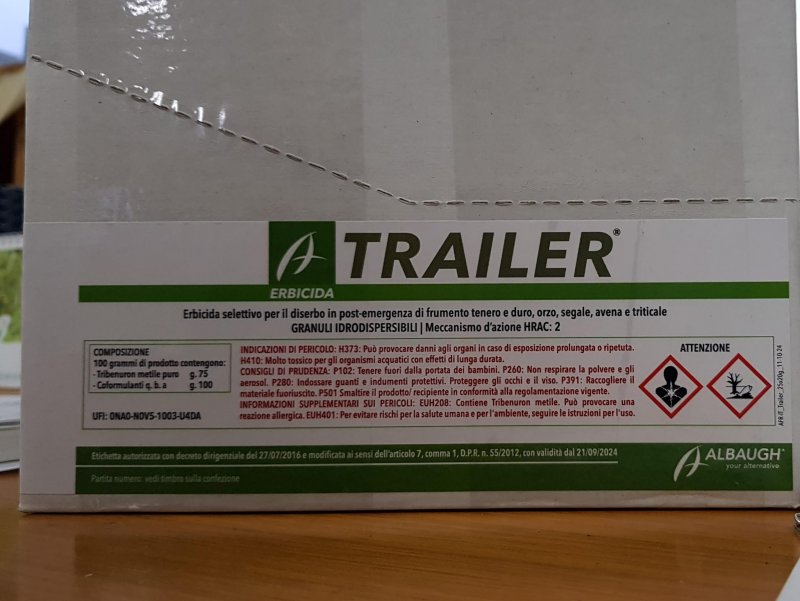 TRAILER®
ERBICIDA
Erbicida selettivo per il diserbo in post-emergenza di frumento tenero e duro, orzo, segale, avena e triticale
GRANULI IDRODISPERSIBILI | Meccanismo d'azione HRAC: 2
COMPOSIZIONE
100 grammi di prodotto contengono:
- Tribenuron metile puro g. 75
- Coformulanti q. b. a g. 100
UFI: 0NA0-N0V5-1003-U4DA
INDICAZIONI DI PERICOLO: H373: Può provocare danni agli organi in caso di esposizione prolungata o ripetuta.
H410: Molto tossico per gli organismi acquatici con effetti di lunga durata.
CONSIGLI DI PRUDENZA: P102: Tenere fuori dalla portata dei bambini. P260: Non respirare la polvere e gli
aerosol. P280: Indossare guanti e indumenti protettivi. Proteggere gli occhi e il viso. P391: Raccogliere il
materiale fuoriuscito. P501 Smaltire il prodotto/ recipiente in conformità alla regolamentazione vigente.
INFORMAZIONI SUPPLEMENTARI SUI PERICOLI: EUH208: Contiene Tribenuron metile. Può provocare una
reazione allergica. EUH401: Per evitare rischi per la salute umana e per l'ambiente, seguire le istruzioni per l'uso.
ATTENZIONE
AFR IT_Trailer_25x20g_11-10-24
Etichetta autorizzata con decreto dirigenziale del 27/07/2016 e modificata ai sensi dell'articolo 7, comma 1, D.P.R. n. 55/2012, con validità dal 21/09/2024
Partita numero: vedi timbro sulla confezione
ALBAUGH
your alternative